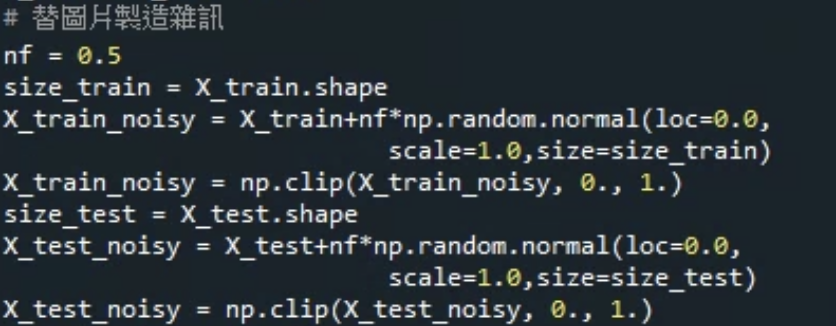 # 替圖片製造雜訊
nf = 0.5
size_train = X_train.shape
X_train_noisy = X_train+nf*np.random.normal(loc=0.0,
scale=1.0,size=size_train)
X_train_noisy = np.clip(X_train_noisy, 0., 1.)
size_test = X_test.shape
X_test_noisy = X_test+nf*np.random.normal(loc=0.0,
scale=1.0,size=size_test)
X_test_noisy = np.clip(X_test_noisy, 0., 1.)